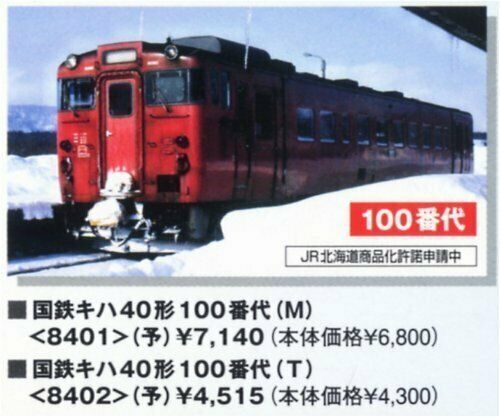 100番代
JR北海道商品化許諾申請中
■ 国鉄キハ40形100番代(M)
<8401>(予)¥7,140(本体価格¥6,800)
■ 国鉄キハ40形100番代(T)
<8402>(予)¥4,515(本体価格¥4,300)